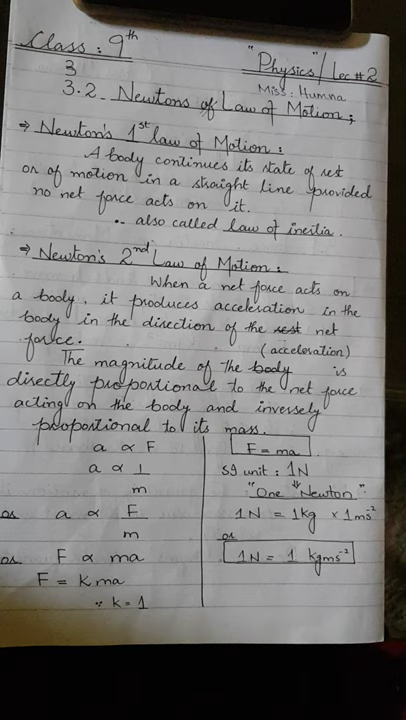 Class : 9th
"Physics" / Lec # 2
3
Miss : Humna
3.2 - Newtons of Law of Motion ;
⇒ Newton's 1st law of Motion :
A body continues its state of rest
or of motion in a straight line provided
no net force acts on it.
∴ also called law of inertia.
⇒ Newton's 2nd Law of Motion :
When a net force acts on
a body, it produces acceleration in the
body in the direction of the rest net
force.
(acceleration)
The magnitude of the body is
directly propostional to the net force
acting on the body and inversly
propostional to its mass.
a ∝ F
a ∝ 1/m
or a ∝ F/m
or F ∝ ma
F = K ma
∵ k = 1
F = ma
SI unit : 1N
"One Newton"
1N = 1kg × 1ms⁻²
or
1N = 1 kgms⁻²